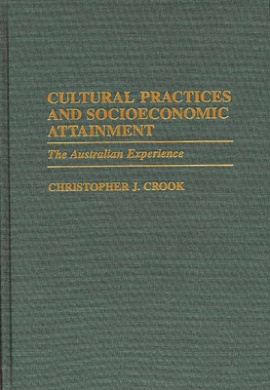 CULTURAL PRACTICES
AND SOCIOECONOMIC
ATTAINMENT
The Australian Experience
CHRISTOPHER J. CROOK